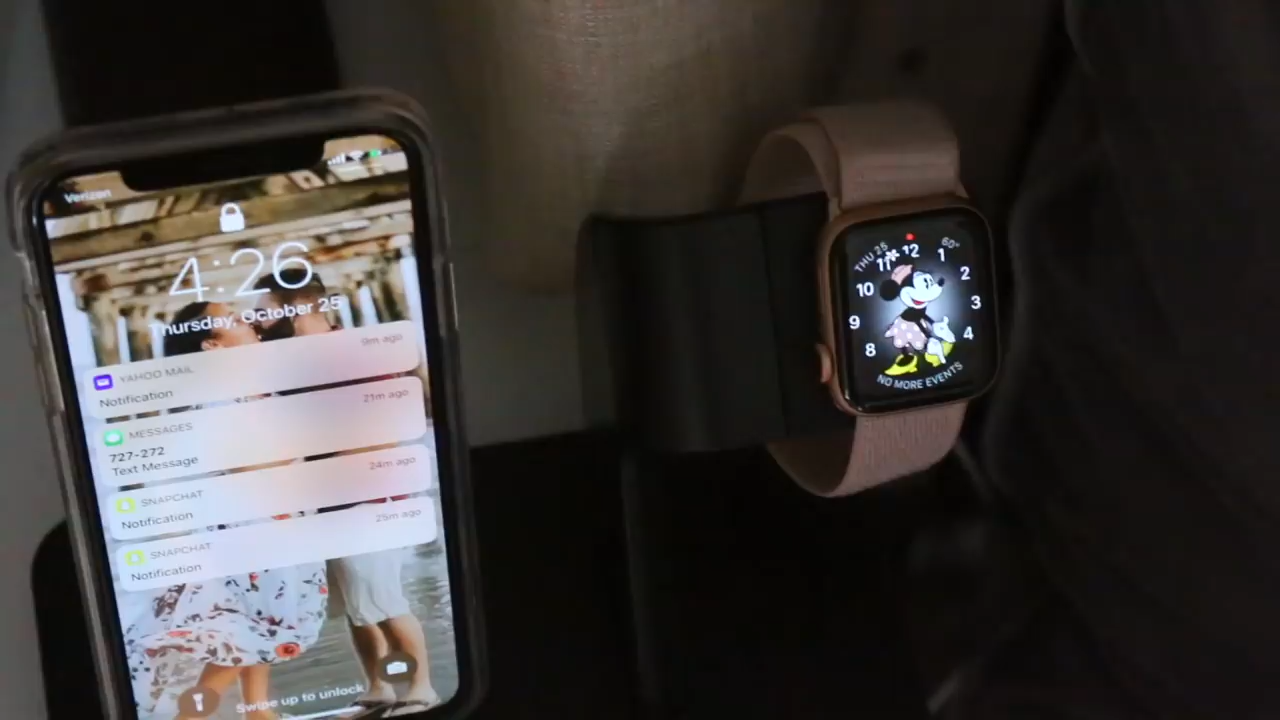 Verizon
4:26
Thursday, October 25
YAHOO MAIL
9m ago
Notification
MESSAGES
21m ago
727-272
Text Message
SNAPCHAT
24m ago
Notification
SNAPCHAT
25m ago
Notification
Swipe up to unlock
THU 25
60°
11
12
1
10
2
9
3
8
4
NO MORE EVENTS